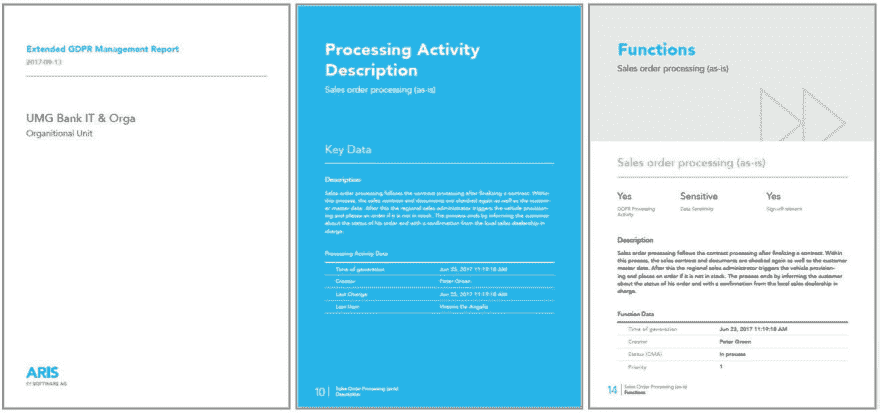 Extended GDPR Management Report
2017-09-13
UMG Bank IT & Orga
Organitional Unit
ARIS
BY SOFTWARE AG
Processing Activity
Description
Sales order processing (as-is)
Key Data
Description
Sales order processing follows the contract processing after finalizing a contract. Within
this process, the sales contract and documents are checked again as well as the custom-
er master data. After this the regional sales administrator triggers the vehicle provision-
ing and places an order if it is not in stock. The process ends by informing the customer
about the status of his order and with a confirmation from the local sales dealership in
charge.
Processing Activity Data
Time of generation Jun 23, 2017 11:19:18 AM
Creator Peter Green
Last Change Jun 23, 2017 11:19:18 AM
Last User Vittorio De Angelis
10 | Sales Order Processing (as-is)
Description
Functions
Sales order processing (as-is)
Sales order processing (as-is)
Yes Sensitive Yes
GDPR Processing Data Sensitivity Sign-off relevant
Activity
Description
Sales order processing follows the contract processing after finalizing a contract. Within
this process, the sales contract and documents are checked again as well as the customer
master data. After this the regional sales administrator triggers the vehicle provision-
ing and places an order if it is not in stock. The process ends by informing the customer
about the status of his order and with a confirmation from the local sales dealership in
charge.
Function Data
Time of generation Jun 23, 2017 11:19:18 AM
Creator Peter Green
Status (CAM) In process
Priority 1
14 | Sales Order Processing (as-is)
Functions